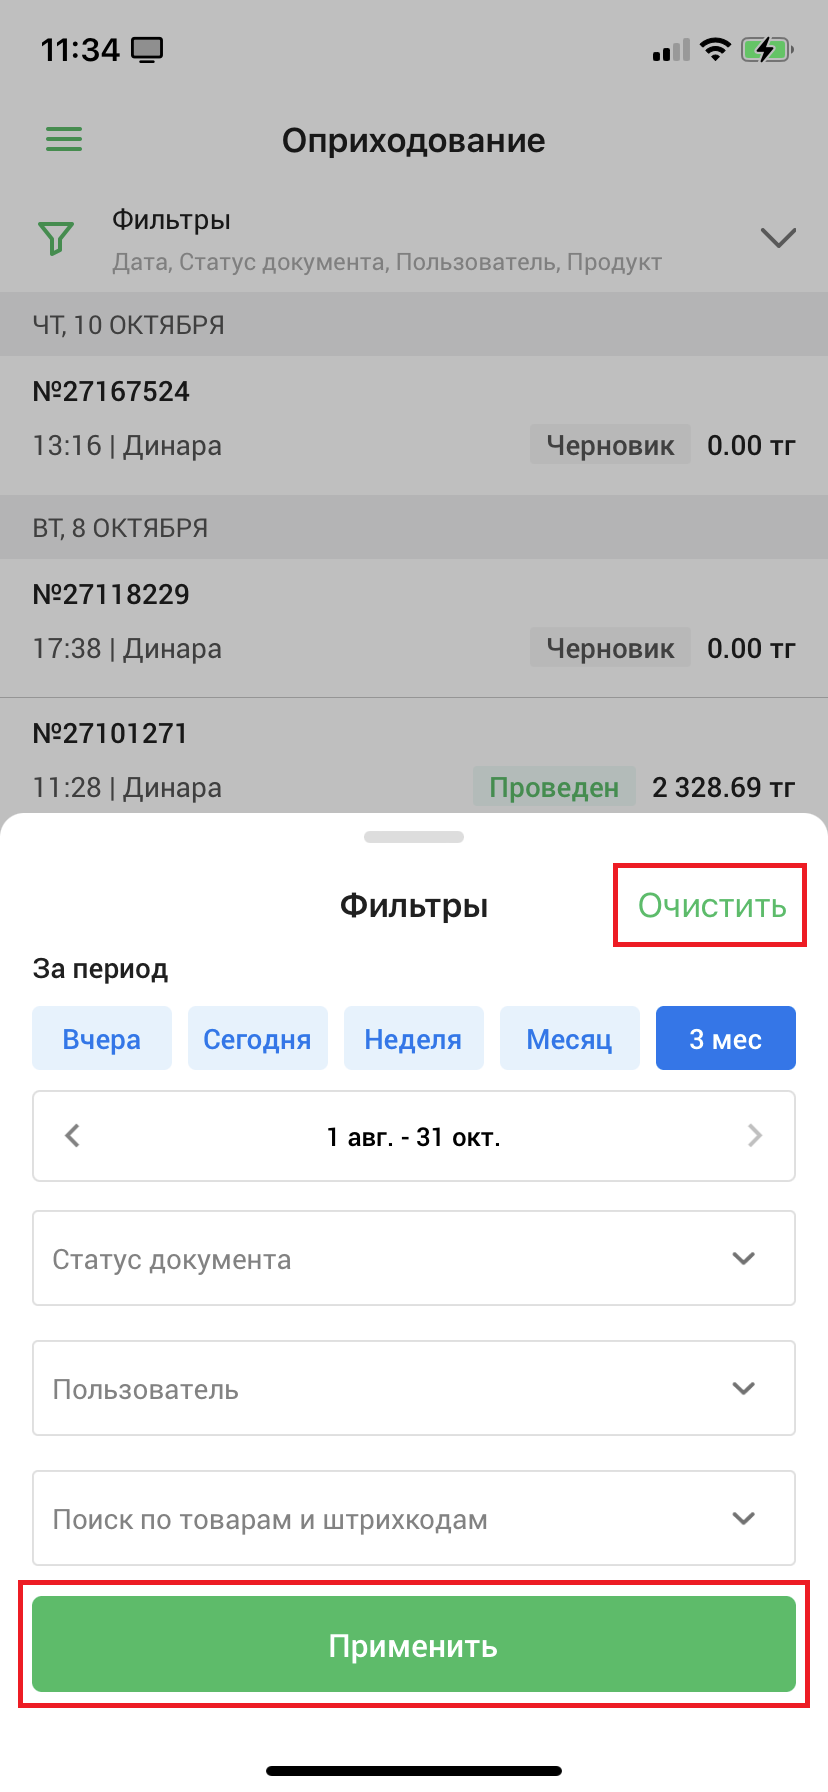 11:34
Оприходование
Фильтры
Дата, Статус документа, Пользователь, Продукт
ЧТ, 10 ОКТЯБРЯ
№27167524
13:16 | Динара Черновик 0.00 тг
ВТ, 8 ОКТЯБРЯ
№27118229
17:38 | Динара Черновик 0.00 тг
№27101271
11:28 | Динара Проведен 2 328.69 тг
Фильтры Очистить
За период
Вчера Сегодня Неделя Месяц 3 мес
1 авг. - 31 окт.
Статус документа
Пользователь
Поиск по товарам и штрихкодам
Применить